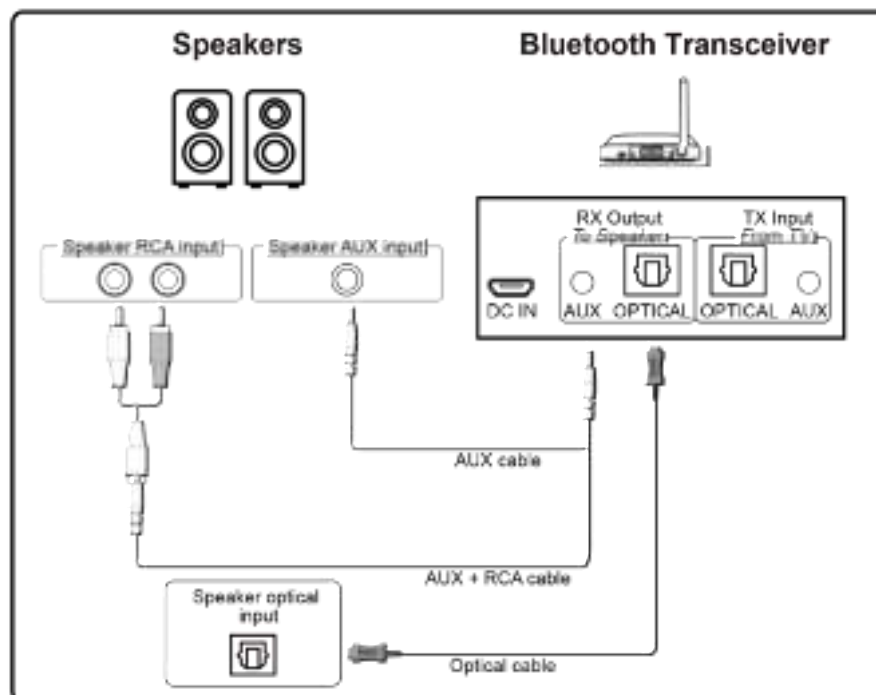 Speakers
Bluetooth Transceiver
RX Output
To Speaker
TX Input
From TV
Speaker RCA input
Speaker AUX input
DC IN
AUX
OPTICAL
OPTICAL
AUX
AUX cable
AUX + RCA cable
Speaker optical
input
Optical cable